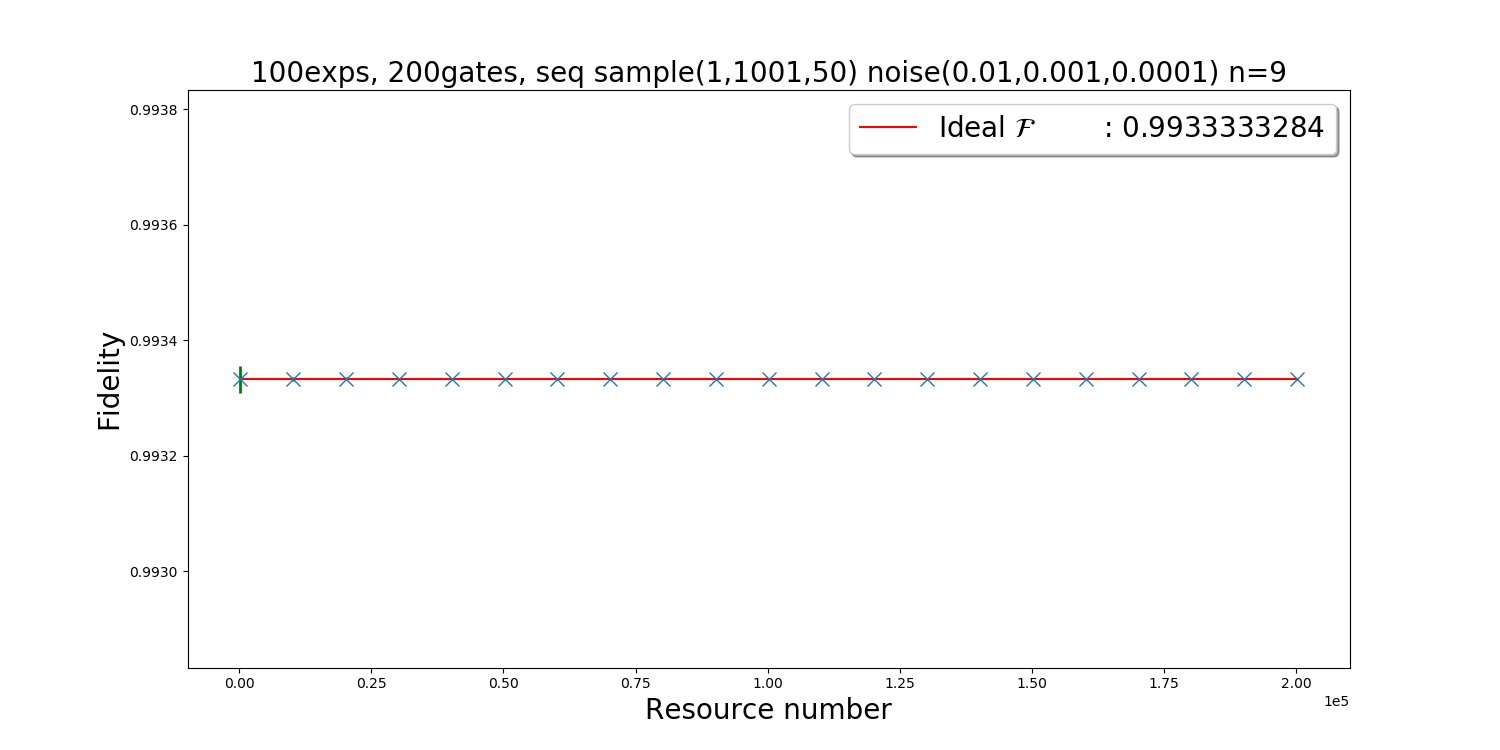 100exps, 200gates, seq sample(1,1001,50) noise(0.01,0.001,0.0001) n=9
Ideal ℱ : 0.9933333284
0.9938
0.9936
0.9934
0.9932
0.9930
Fidelity
0.00 0.25 0.50 0.75 1.00 1.25 1.50 1.75 2.00
1e5
Resource number